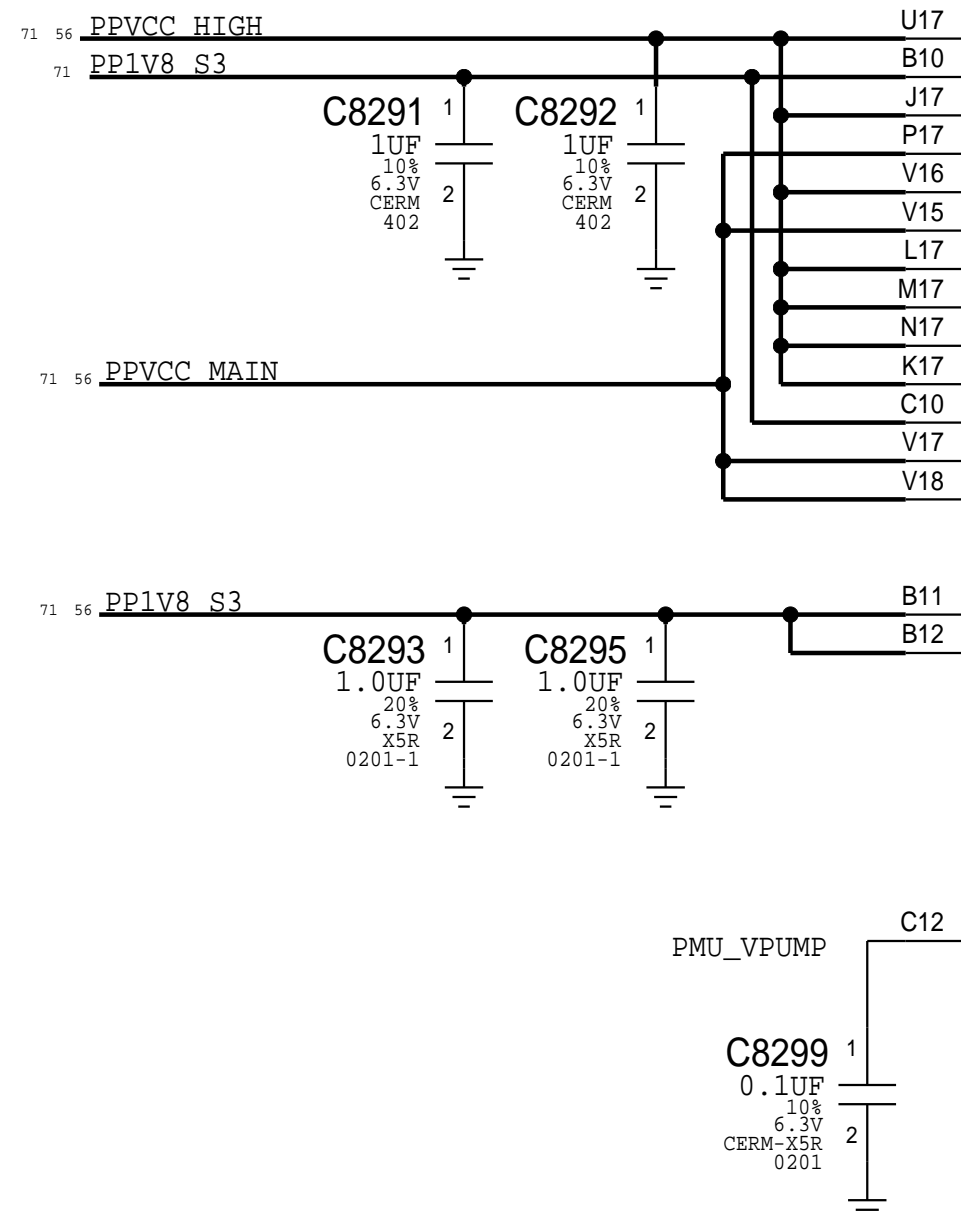 71 56 PPVCC HIGH
U17
71 PP1V8 S3
B10
J17
P17
V16
V15
L17
M17
N17
K17
C10
V17
V18
C8291 1
1UF
10%
6.3V
CERM
402
2
C8292 1
1UF
10%
6.3V
CERM
402
2
71 56 PPVCC MAIN
71 56 PP1V8 S3
B11
B12
C8293 1
1.0UF
20%
6.3V
X5R
0201-1
2
C8295 1
1.0UF
20%
6.3V
X5R
0201-1
2
C12
PMU_VPUMP
C8299 1
0.1UF
10%
6.3V
CERM-X5R
0201
2